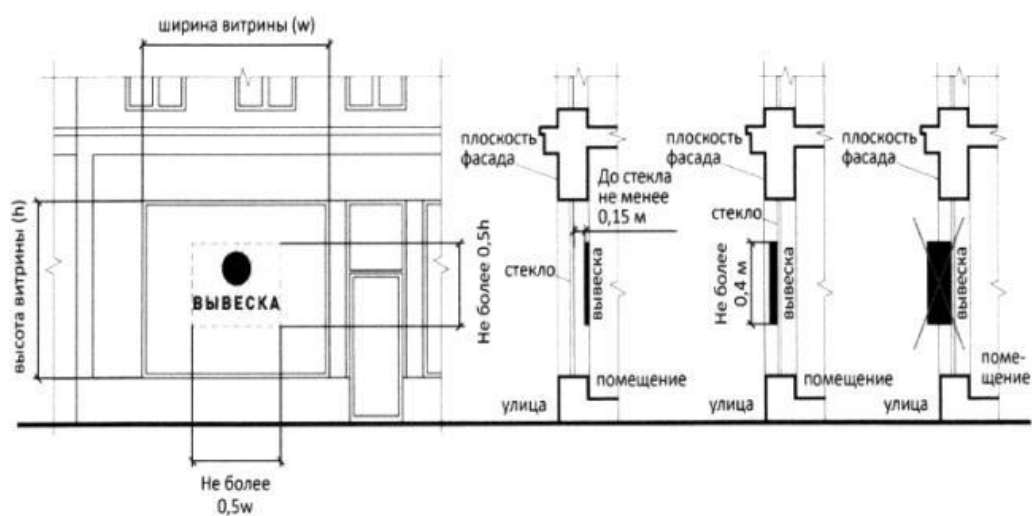 ширина витрины (w)
высота витрины (h)
ВЫВЕСКА
Не более 0,5h
Не более
0,5w
плоскость
фасада
До стекла
не менее
0,15 м
стекло
вывеска
помещение
улица
плоскость
фасада
стекло
Не более
0,4 м
вывеска
помещение
улица
плоскость
фасада
вывеска
поме-
щение
улица